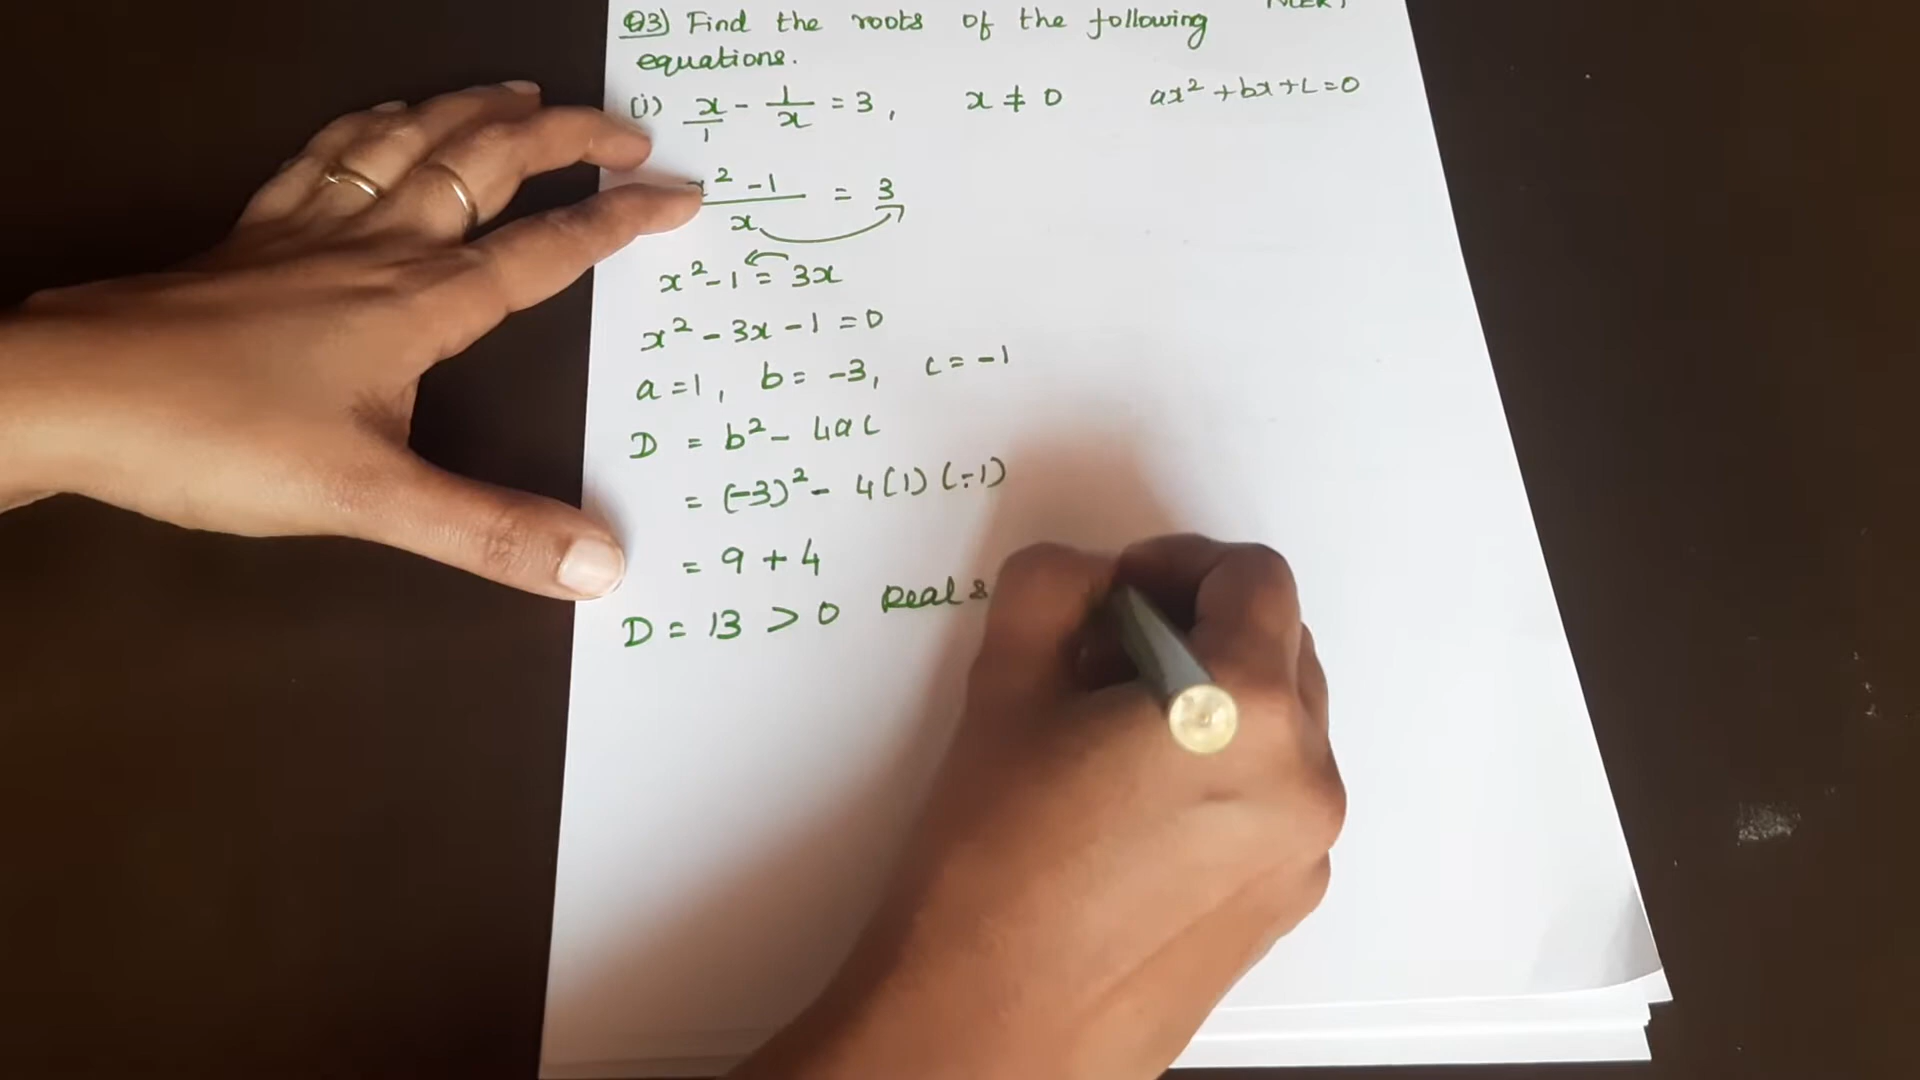 Q3) Find the roots of the following
equations.
(i) x/1 - 1/x = 3, x ≠ 0 ax² + bx + c = 0
x² - 1 / x = 3
x² - 1 = 3x
x² - 3x - 1 = 0
a = 1, b = -3, c = -1
D = b² - 4ac
= (-3)² - 4(1)(-1)
= 9 + 4
D = 13 > 0 Real &